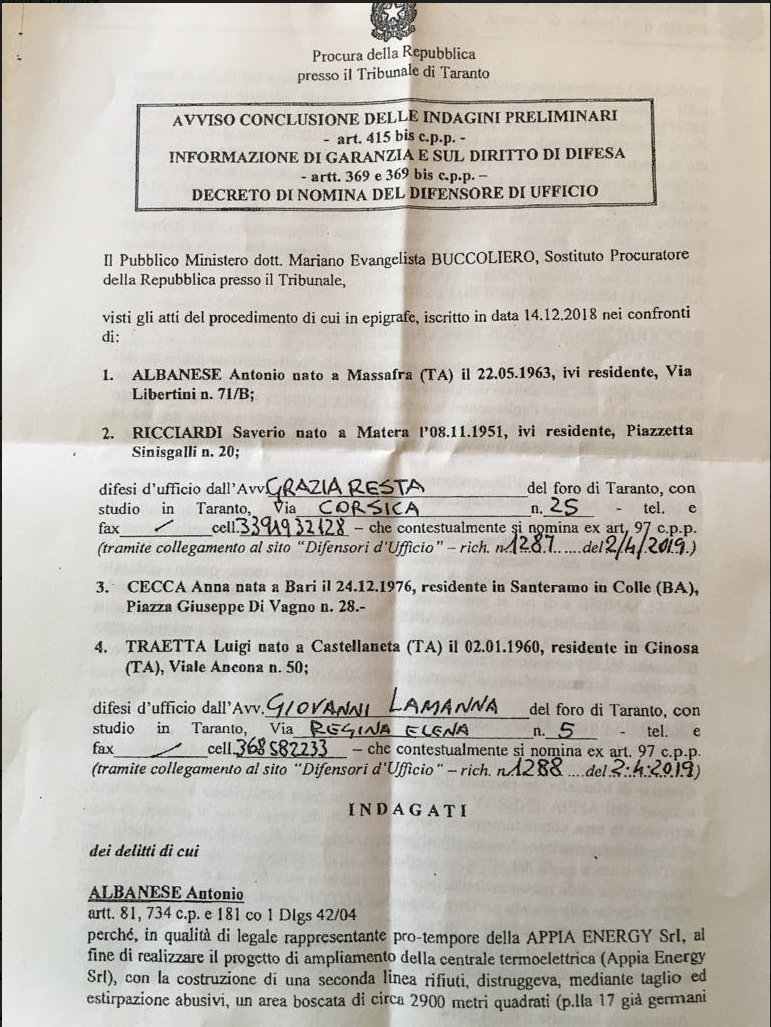 Procura della Repubblica
presso il Tribunale di Taranto
AVVISO CONCLUSIONE DELLE INDAGINI PRELIMINARI
- art. 415 bis c.p.p. -
INFORMAZIONE DI GARANZIA E SUL DIRITTO DI DIFESA
- artt. 369 e 369 bis c.p.p. –
DECRETO DI NOMINA DEL DIFENSORE DI UFFICIO
Il Pubblico Ministero dott. Mariano Evangelista BUCCOLIERO, Sostituto Procuratore
della Repubblica presso il Tribunale,
visti gli atti del procedimento di cui in epigrafe, iscritto in data 14.12.2018 nei confronti
di:
1. ALBANESE Antonio nato a Massafra (TA) il 22.05.1963, ivi residente, Via
Libertini n. 71/B;
2. RICCIARDI Saverio nato a Matera l'08.11.1951, ivi residente, Piazzetta
Sinisgalli n. 20;
difesi d'ufficio dall'Avv. GRAZIA RESTA del foro di Taranto, con
studio in Taranto, Via CORSICA n. 25 - tel. e
fax / cell. 3391932128 – che contestualmente si nomina ex art. 97 c.p.p.
(tramite collegamento al sito "Difensori d'Ufficio" – rich. n. 1287 ......del 2/4/2019.)
3. CECCA Anna nata a Bari il 24.12.1976, residente in Santeramo in Colle (BA),
Piazza Giuseppe Di Vagno n. 28.-
4. TRAETTA Luigi nato a Castellaneta (TA) il 02.01.1960, residente in Ginosa
(TA), Viale Ancona n. 50;
difesi d'ufficio dall'Avv. GIOVANNI LAMANNA del foro di Taranto, con
studio in Taranto, Via REGINA ELENA n. 5 - tel. e
fax / cell. 368582233 – che contestualmente si nomina ex art. 97 c.p.p.
(tramite collegamento al sito "Difensori d'Ufficio" – rich. n. 1288 ....del 2.4.2019)
INDAGATI
dei delitti di cui
ALBANESE Antonio
artt. 81, 734 c.p. e 181 co 1 Dlgs 42/04
perché, in qualità di legale rappresentante pro-tempore della APPIA ENERGY Srl, al
fine di realizzare il progetto di ampliamento della centrale termoelettrica (Appia Energy
Srl), con la costruzione di una seconda linea rifiuti, distruggeva, mediante taglio ed
estirpazione abusivi, un area boscata di circa 2900 metri quadrati (p.lla 17 già germani